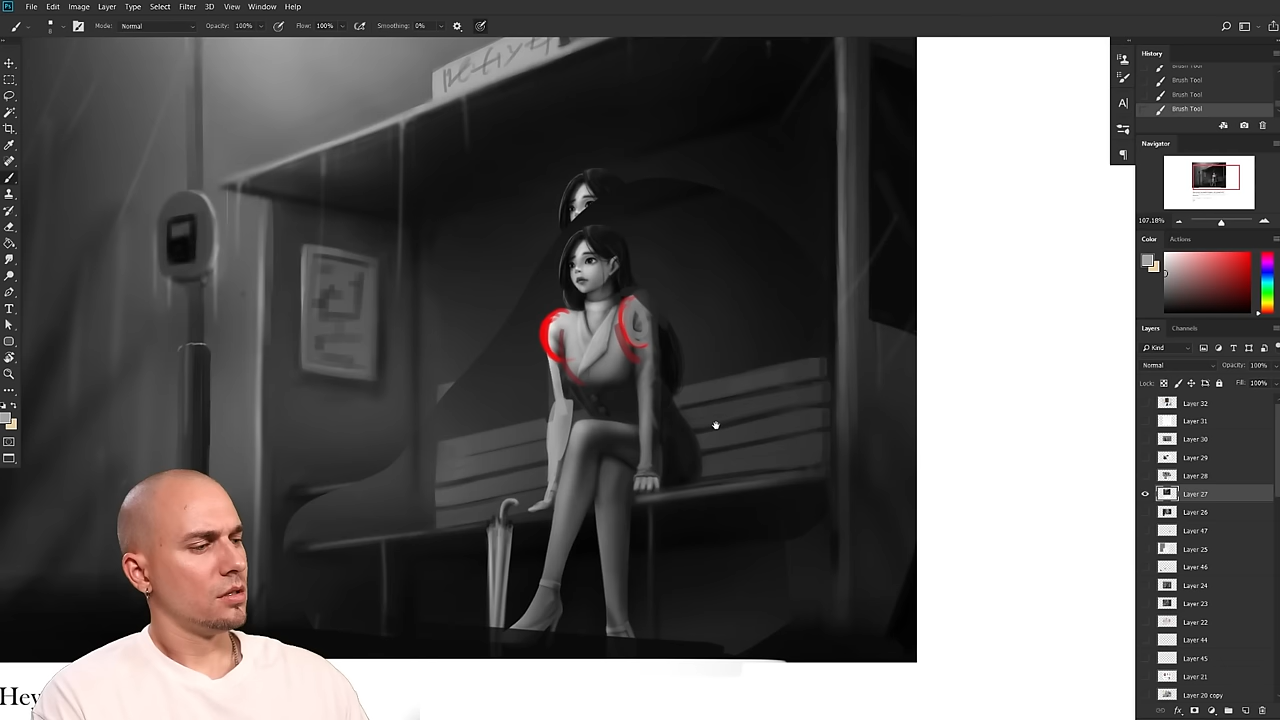 File Edit Image Layer Type Select Filter 3D View Window Help
Mode: Normal Opacity: 100% Flow: 100% Smoothing: 0%
8
History
Brush Tool
Brush Tool
Brush Tool
Brush Tool
Navigator
107.18%
Color Actions
Layers Channels
Kind
Normal Opacity: 100%
Lock: Fill: 100%
Layer 32
Layer 31
Layer 30
Layer 29
Layer 28
Layer 27
Layer 26
Layer 47
Layer 25
Layer 46
Layer 24
Layer 23
Layer 22
Layer 44
Layer 45
Layer 21
Layer 20 copy
Hey